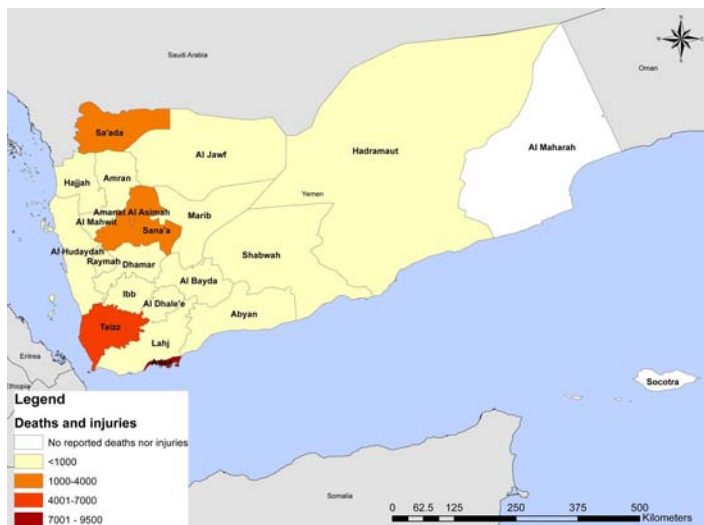 N
Saudi Arabia
Oman
Sa'ada
Al Jawf
Hadramaut
Al Maharah
Hajjah
Amran
Yemen
Amanat Al Asimah
Al Mahwit
Marib
Sana'a
Al Hudaydah
Raymah
Dhamar
Shabwah
Al Bayda
Ibb
Al Dhale'e
Abyan
Taizz
Lahj
Aden
Eritrea
Ethiopia
Socotra
Legend
Deaths and injuries
No reported deaths nor injuries
<1000
1000-4000
4001-7000
7001 - 9500
Somalia
0 62.5 125 250 375 500
Kilometers